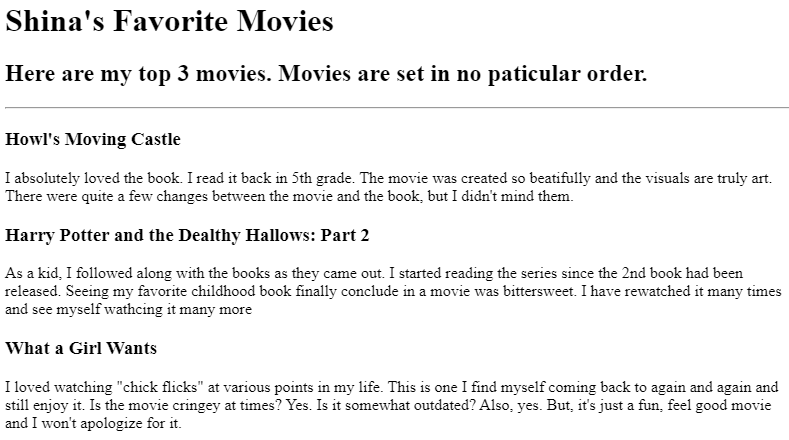 Shina's Favorite Movies
Here are my top 3 movies. Movies are set in no paticular order.
Howl's Moving Castle
I absolutely loved the book. I read it back in 5th grade. The movie was created so beatifully and the visuals are truly art.
There were quite a few changes between the movie and the book, but I didn't mind them.
Harry Potter and the Dealthy Hallows: Part 2
As a kid, I followed along with the books as they came out. I started reading the series since the 2nd book had been
released. Seeing my favorite childhood book finally conclude in a movie was bittersweet. I have rewatched it many times
and see myself wathcing it many more
What a Girl Wants
I loved watching "chick flicks" at various points in my life. This is one I find myself coming back to again and again and
still enjoy it. Is the movie cringey at times? Yes. Is it somewhat outdated? Also, yes. But, it's just a fun, feel good movie
and I won't apologize for it.